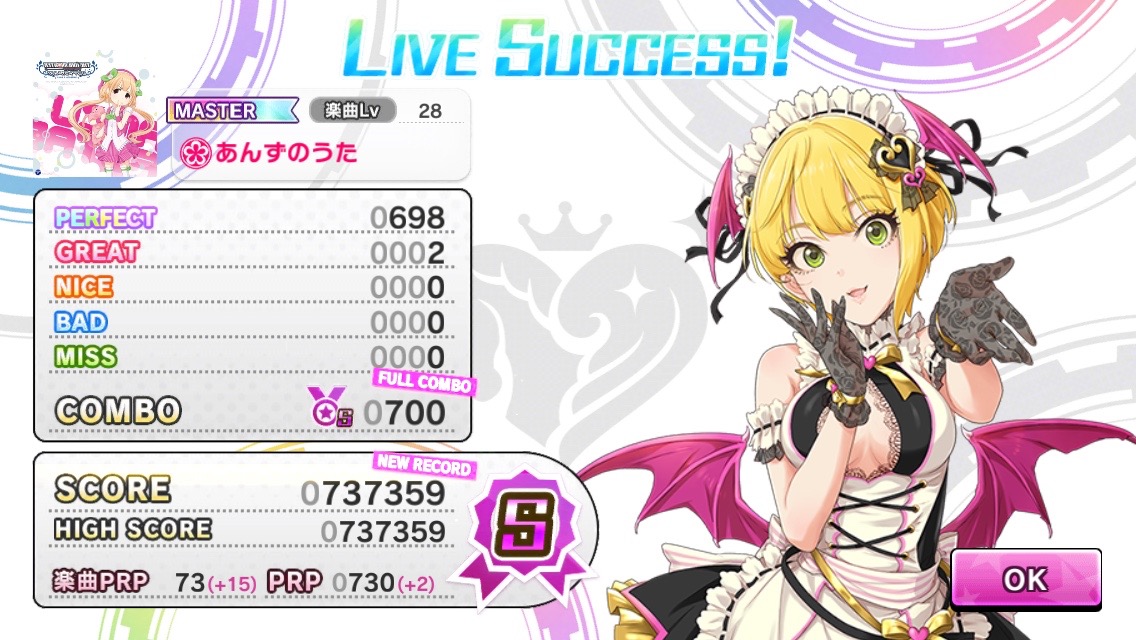 LIVE SUCCESS!
MASTER 楽曲Lv 28
あんずのうた
PERFECT 0698
GREAT 0002
NICE 0000
BAD 0000
MISS 0000
FULL COMBO
COMBO S 0700
NEW RECORD
SCORE 0737359
S
HIGH SCORE 0737359
楽曲PRP 73(+15) PRP 0730(+2)
OK